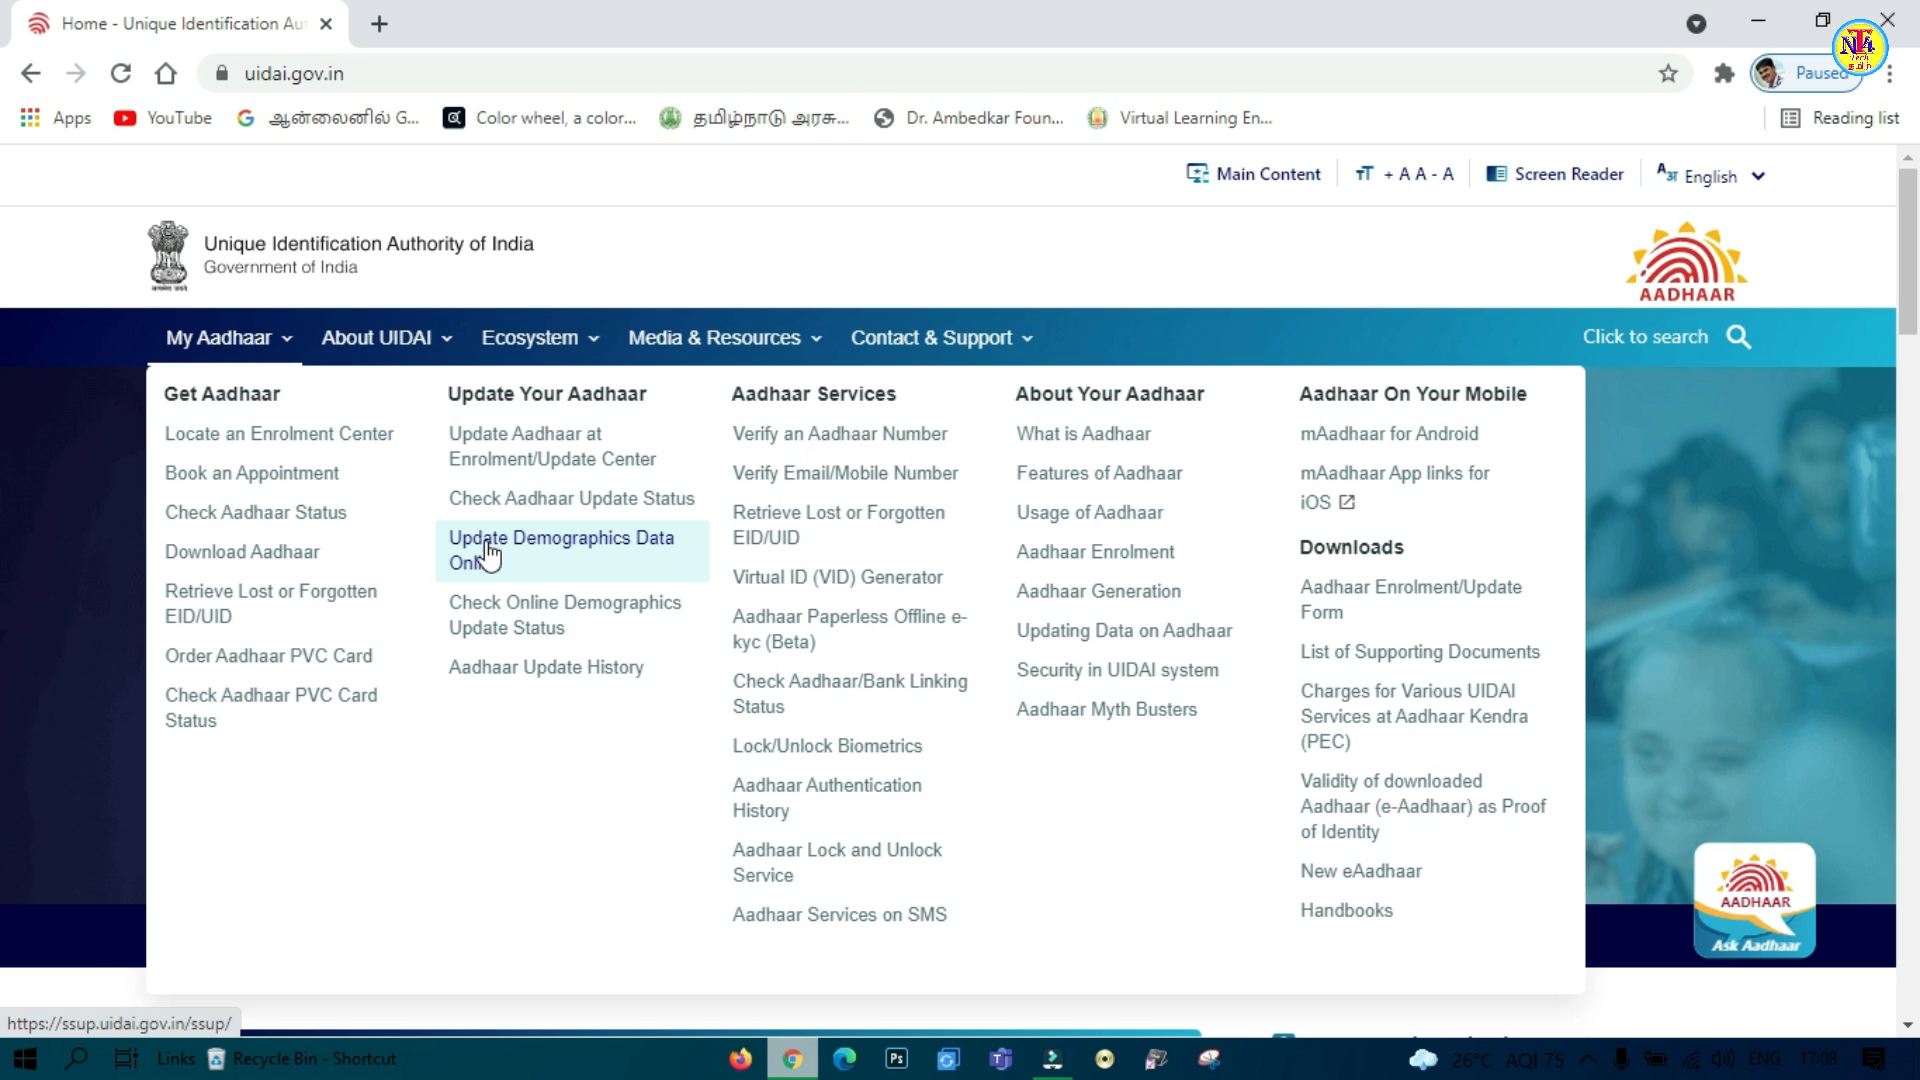 Home - Unique Identification Au
NTA
Tech
தமிழ்
uidai.gov.in
Paused
Apps
YouTube
ஆன்லைனில் G...
Color wheel, a color...
தமிழ்நாடு அரசு...
Dr. Ambedkar Foun...
Virtual Learning En...
Reading list
Main Content
TT + A A - A
Screen Reader
English
Unique Identification Authority of India
Government of India
AADHAAR
My Aadhaar
About UIDAI
Ecosystem
Media & Resources
Contact & Support
Click to search
Get Aadhaar
Locate an Enrolment Center
Book an Appointment
Check Aadhaar Status
Download Aadhaar
Retrieve Lost or Forgotten
EID/UID
Order Aadhaar PVC Card
Check Aadhaar PVC Card
Status
Update Your Aadhaar
Update Aadhaar at
Enrolment/Update Center
Check Aadhaar Update Status
Update Demographics Data
Check Online Demographics
Update Status
Aadhaar Update History
Aadhaar Services
Verify an Aadhaar Number
Verify Email/Mobile Number
Retrieve Lost or Forgotten
EID/UID
Virtual ID (VID) Generator
Aadhaar Paperless Offline e-
kyc (Beta)
Check Aadhaar/Bank Linking
Status
Lock/Unlock Biometrics
Aadhaar Authentication
History
Aadhaar Lock and Unlock
Service
Aadhaar Services on SMS
About Your Aadhaar
What is Aadhaar
Features of Aadhaar
Usage of Aadhaar
Aadhaar Enrolment
Aadhaar Generation
Updating Data on Aadhaar
Security in UIDAI system
Aadhaar Myth Busters
Aadhaar On Your Mobile
mAadhaar for Android
mAadhaar App links for
iOS
Downloads
Aadhaar Enrolment/Update
Form
List of Supporting Documents
Charges for Various UIDAI
Services at Aadhaar Kendra
(PEC)
Validity of downloaded
Aadhaar (e-Aadhaar) as Proof
of Identity
New eAadhaar
Handbooks
AADHAAR
Ask Aadhaar
https://ssup.uidai.gov.in/ssup/
Links
Recycle Bin - Shortcut
Ps
26°C AQI 75
ENG
17:08